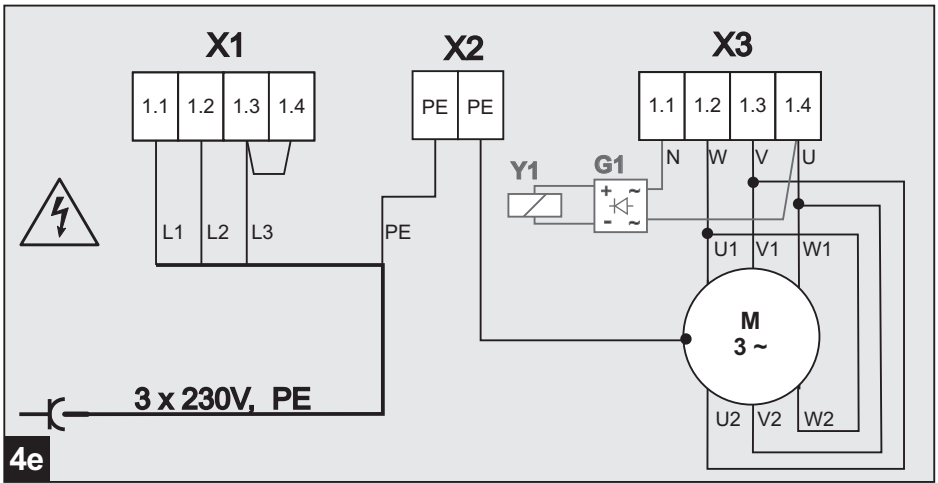 X1 X2 X3
1.1 1.2 1.3 1.4 PE PE 1.1 1.2 1.3 1.4
N W V U
Y1 G1
+ ~
- ~
L1 L2 L3 PE
U1 V1 W1
M
3 ~
3 x 230V, PE
U2 V2 W2
4e